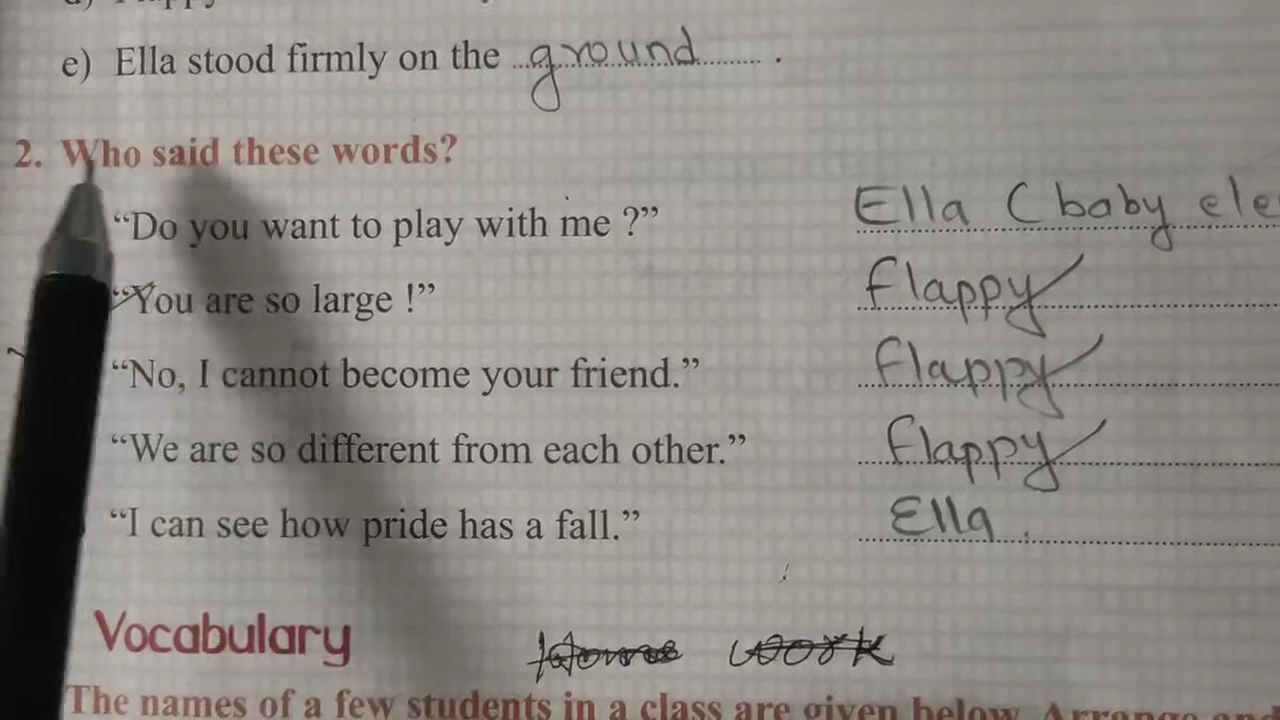 e) Ella stood firmly on the ground .
2. Who said these words?
“Do you want to play with me ?” Ella (baby ele
“You are so large !” Flappy
“No, I cannot become your friend.” Flappy
“We are so different from each other.” Flappy
“I can see how pride has a fall.” Ella.
Vocabulary Home work
The names of a few students in a class are given below. Arrange and